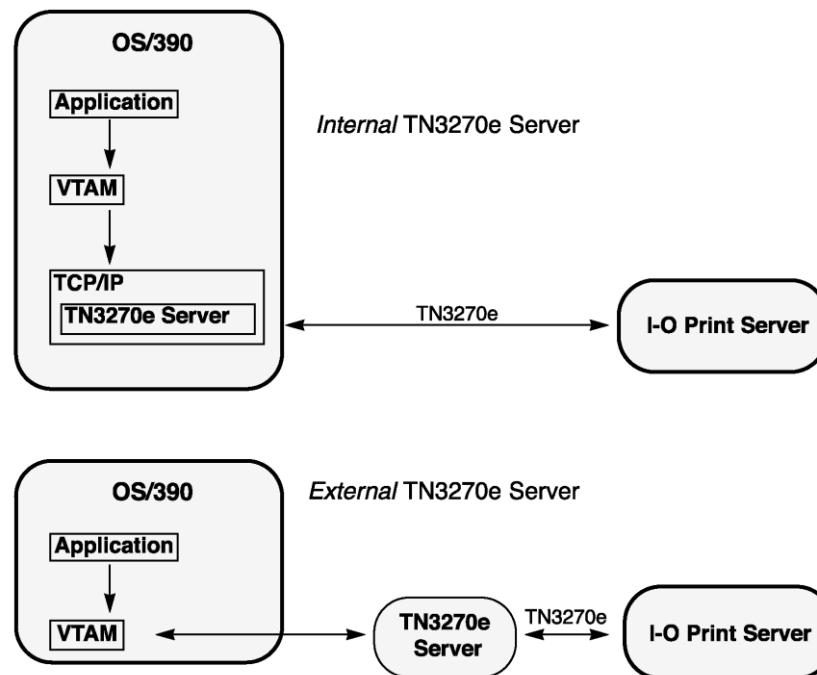 OS/390
Application
Internal TN3270e Server
VTAM
TCP/IP
TN3270e Server
TN3270e
I-O Print Server
OS/390
External TN3270e Server
Application
VTAM
TN3270e
Server
TN3270e
I-O Print Server